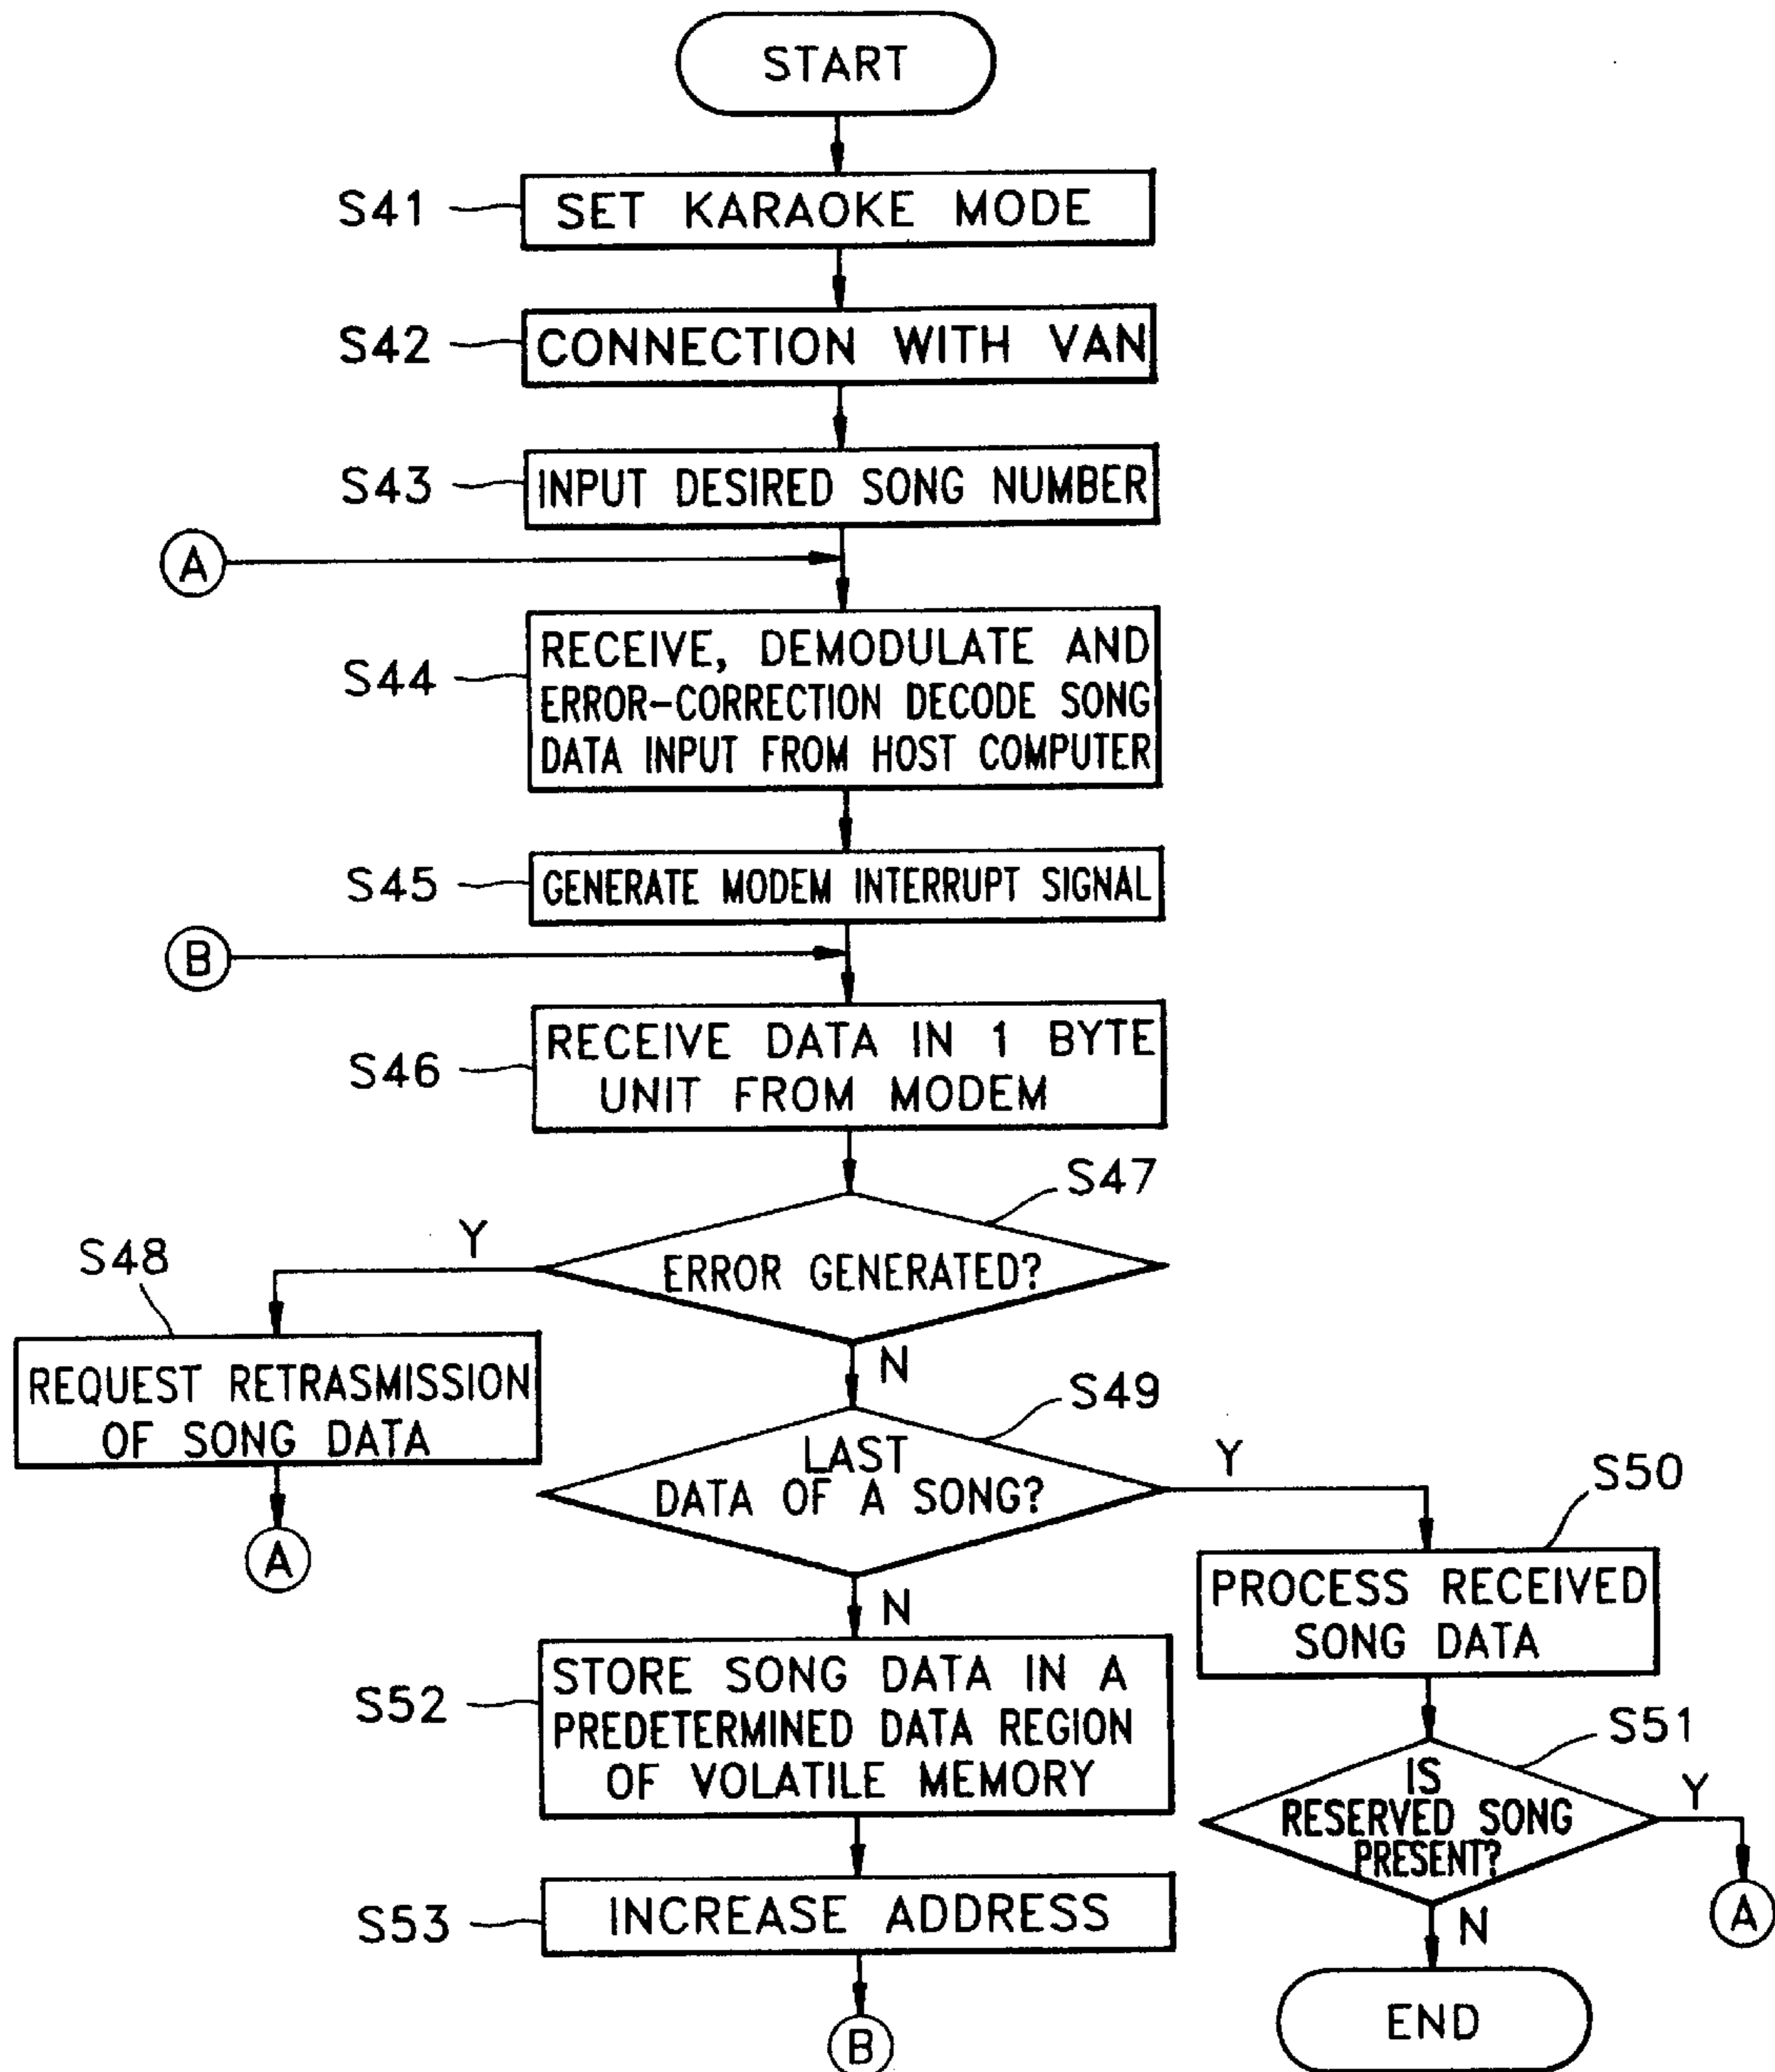 START
S41
SET KARAOKE MODE
S42
CONNECTION WITH VAN
S43
INPUT DESIRED SONG NUMBER
A
S44
RECEIVE, DEMODULATE AND
ERROR-CORRECTION DECODE SONG
DATA INPUT FROM HOST COMPUTER
S45
GENERATE MODEM INTERRUPT SIGNAL
B
S46
RECEIVE DATA IN 1 BYTE
UNIT FROM MODEM
S47
ERROR GENERATED?
Y
N
S48
REQUEST RETRASMISSION
OF SONG DATA
A
S49
LAST
DATA OF A SONG?
Y
N
S50
PROCESS RECEIVED
SONG DATA
S51
IS
RESERVED SONG
PRESENT?
Y
A
N
END
S52
STORE SONG DATA IN A
PREDETERMINED DATA REGION
OF VOLATILE MEMORY
S53
INCREASE ADDRESS
B